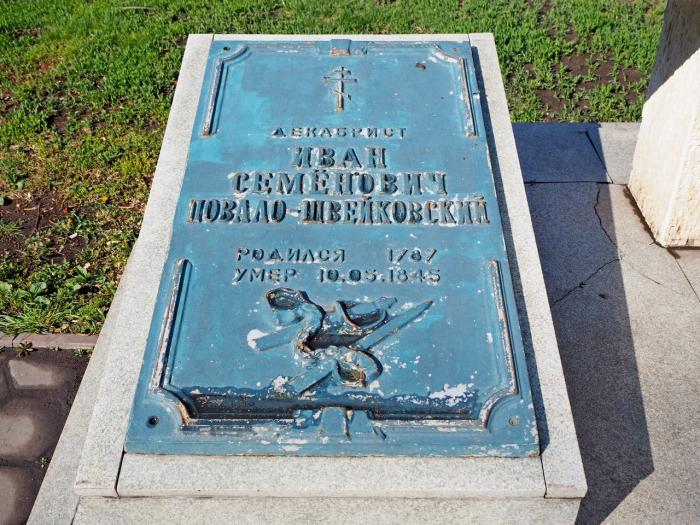 ДЕКАБРИСТ
ИВАН
СЕМЁНОВИЧ
ПОВАЛО-ШВЕЙКОВСКИЙ
РОДИЛСЯ 1787
УМЕР 10.05.1845